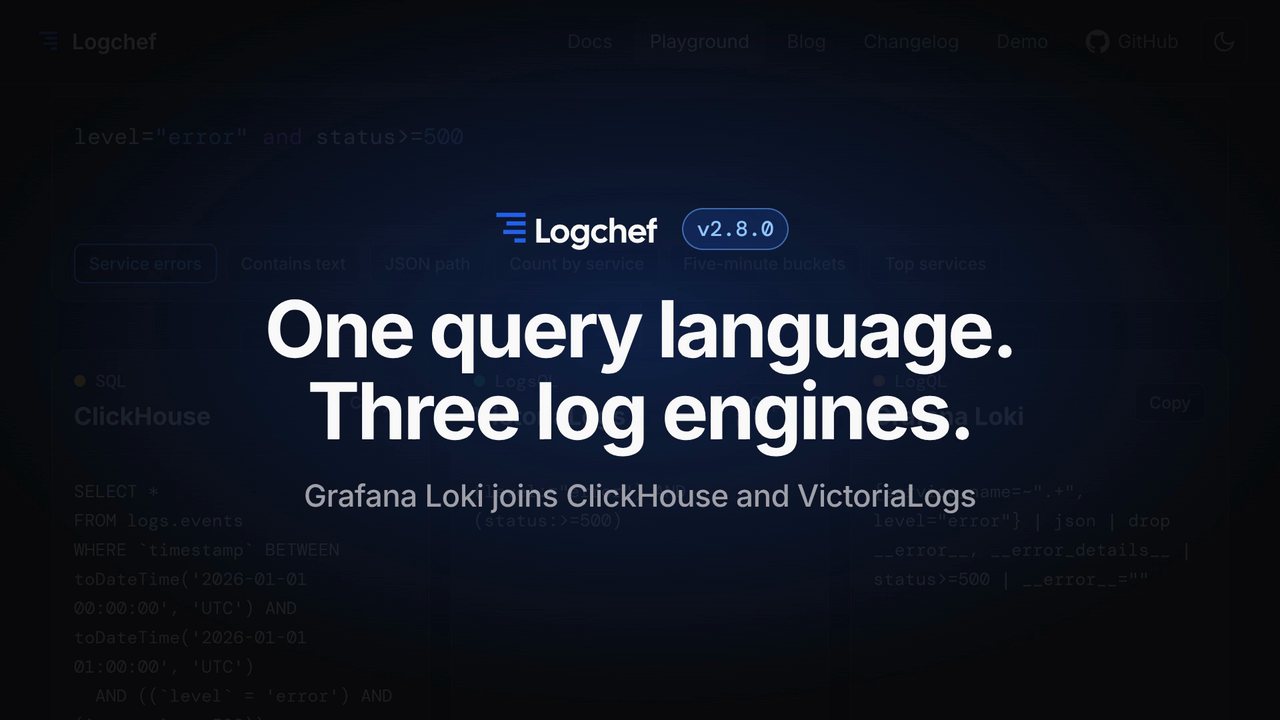 Logchef
Docs
Playground
Blog
Changelog
Demo
GitHub
level="error" and status>=500
Logchef
v2.8.0
Service errors
Contains text
JSON path
Count by service
Five-minute buckets
Top services
One query language.
Three log engines.
Grafana Loki joins ClickHouse and VictoriaLogs
SQL
ClickHouse
SELECT *
FROM logs.events
WHERE `timestamp` BETWEEN
toDateTime('2026-01-01
00:00:00', 'UTC') AND
toDateTime('2026-01-01
01:00:00', 'UTC')
AND ((`level` = 'error') AND
(status:>=500)
LogQL
Loki
Copy
level="error"} | json | drop
__error__, __error_details__ |
status>=500 | __error__=""